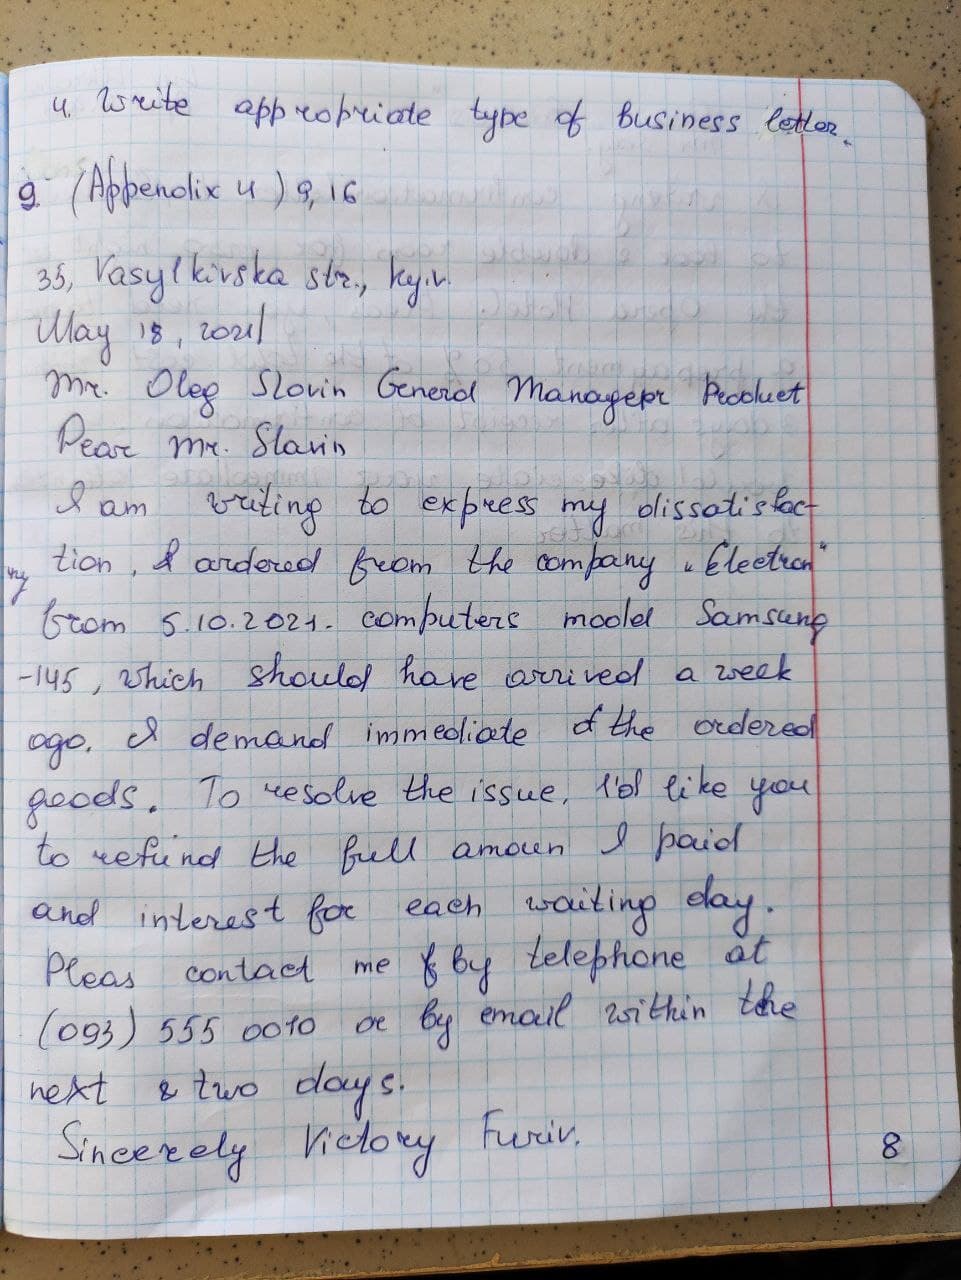 4. Write appropriate type of business letter.
9. (Appendix 4) 9, 16
35, Vasylkivska str., Kyiv.
May 18, 2021
Mr. Oleg Slovin General Manager Product
Dear Mr. Slavin
I am writing to express my dissatisfac-
tion, I ordered from the company "Electron"
from 5.10.2021. computers model Samsung
-145, which should have arrived a week
ago. I demand immediate of the ordered
goods. To resolve the issue, I'd like you
to refund the full amoun I paid
and interest for each waiting day.
Pleas contact me by telephone at
(093) 555 0010 or by email within the
next two days.
Sincerely Victory Furiv.
8